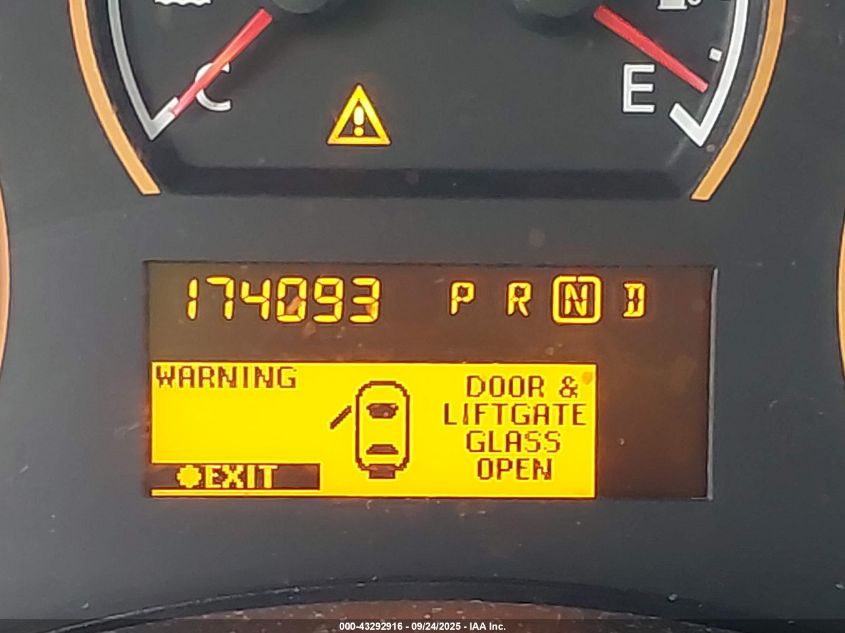 C
E
174093 P R N D
WARNING
DOOR &
LIFTGATE
GLASS
OPEN
EXIT
000-43292916 - 09/24/2025 - IAA Inc.